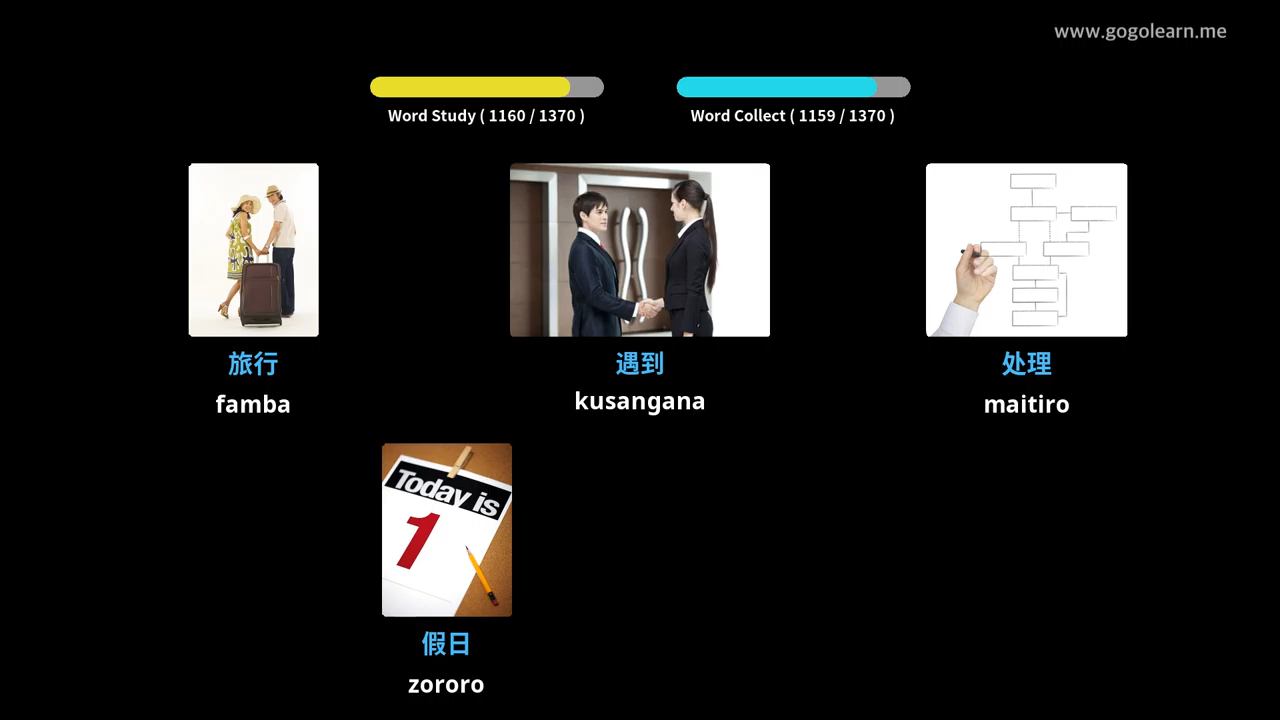 www.gogolearn.me
Word Study ( 1160 / 1370 )
Word Collect ( 1159 / 1370 )
旅行
famba
遇到
kusangana
处理
maitiro
Today is
1
假日
zororo